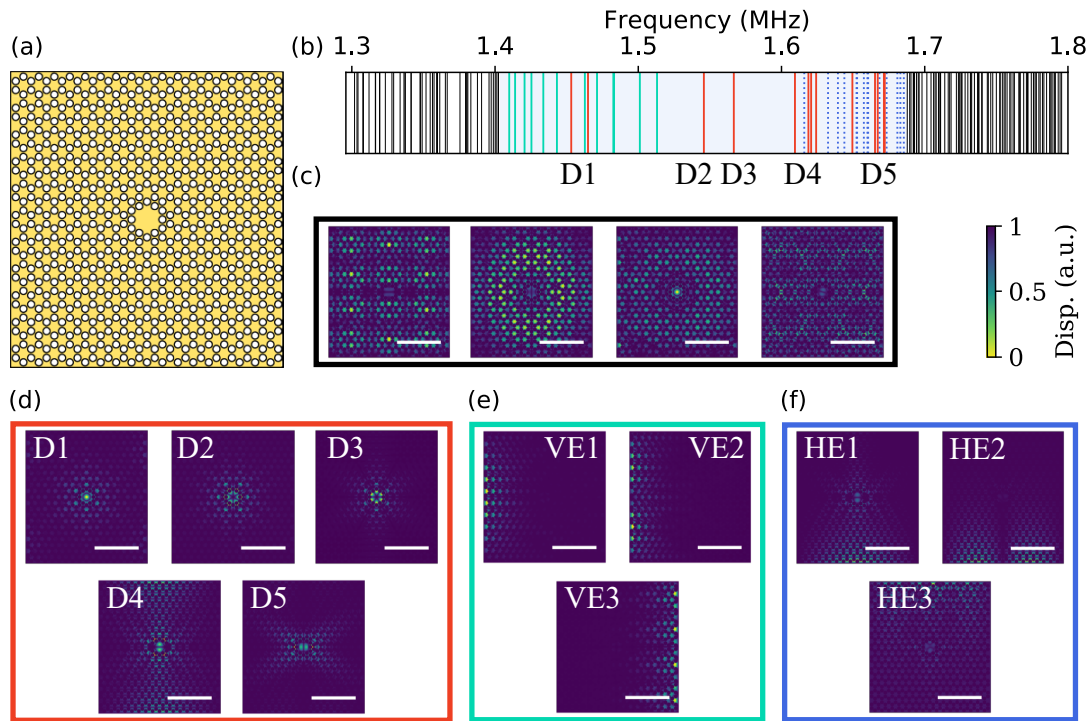 Frequency (MHz)
(a)
(b)
1.3 1.4 1.5 1.6 1.7 1.8
D1 D2 D3 D4 D5
(c)
1
0.5
0
Disp. (a.u.)
(d)
(e)
(f)
D1 D2 D3
VE1 VE2
HE1 HE2
D4 D5
VE3
HE3